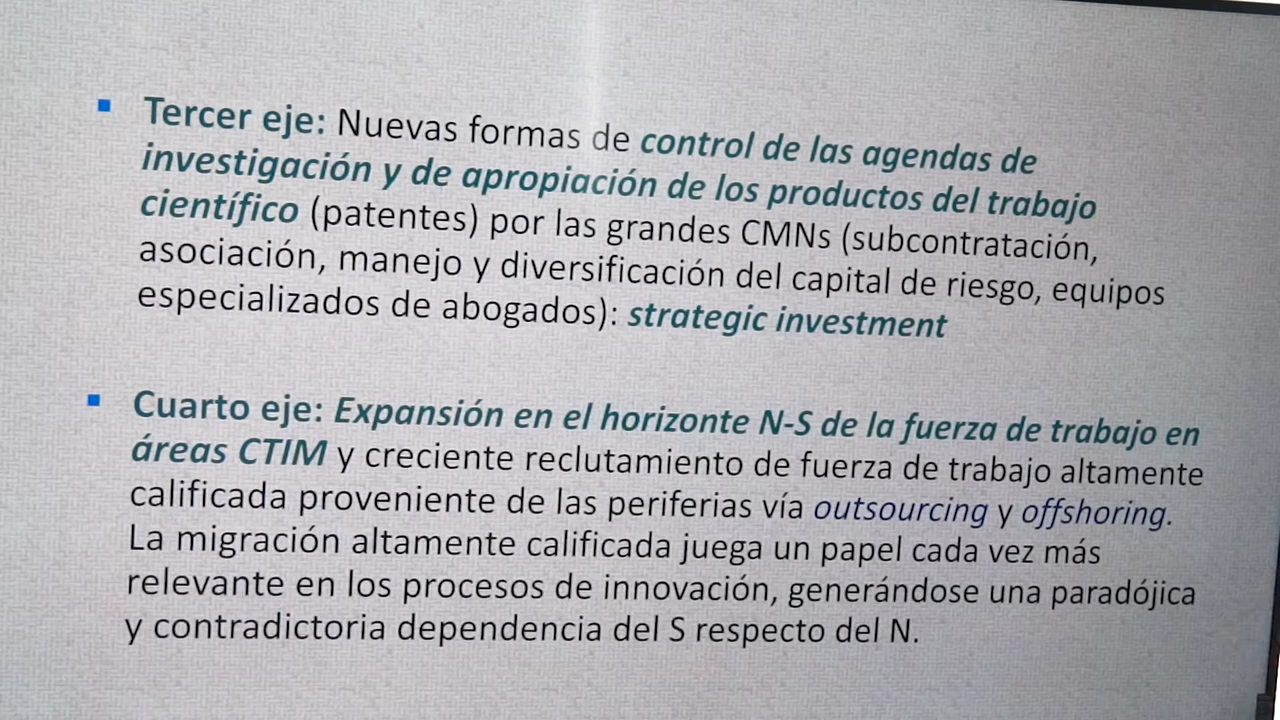 ▪ Tercer eje: Nuevas formas de control de las agendas de
investigación y de apropiación de los productos del trabajo
científico (patentes) por las grandes CMNs (subcontratación,
asociación, manejo y diversificación del capital de riesgo, equipos
especializados de abogados): strategic investment
▪ Cuarto eje: Expansión en el horizonte N-S de la fuerza de trabajo en
áreas CTIM y creciente reclutamiento de fuerza de trabajo altamente
calificada proveniente de las periferias vía outsourcing y offshoring.
La migración altamente calificada juega un papel cada vez más
relevante en los procesos de innovación, generándose una paradójica
y contradictoria dependencia del S respecto del N.